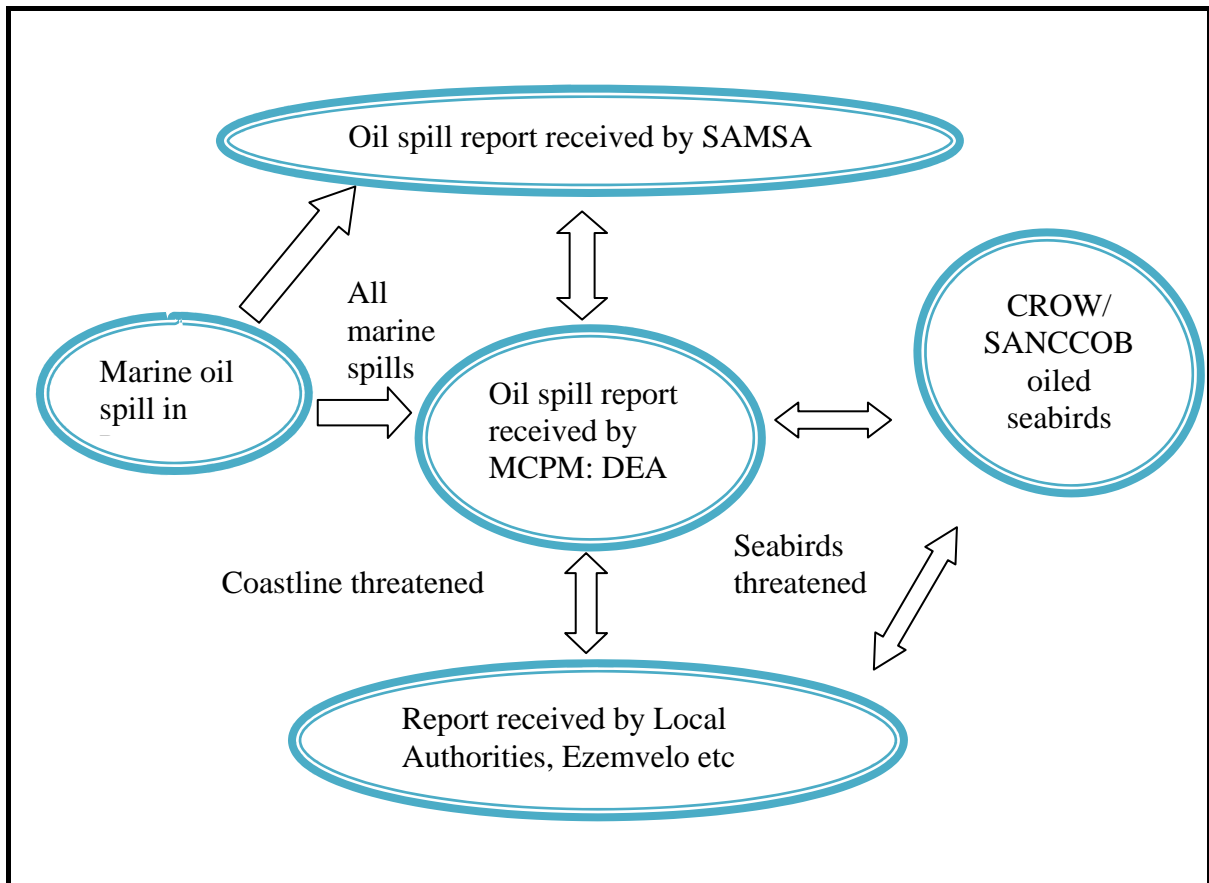 Oil spill report received by SAMSA
All
marine
spills
Marine oil
spill in
Oil spill report
received by
MCPM: DEA
CROW/
SANCCOB
oiled
seabirds
Coastline threatened
Seabirds
threatened
Report received by Local
Authorities, Ezemvelo etc